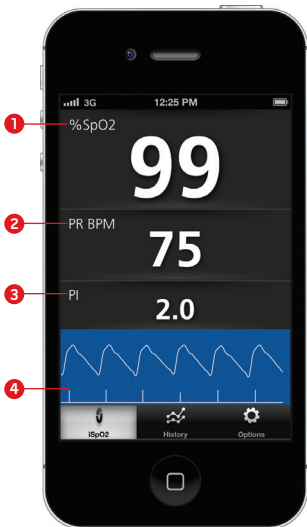 3G 12:25 PM
1 %SpO2
99
2 PR BPM
75
3 PI
2.0
4
iSpO2 History Options